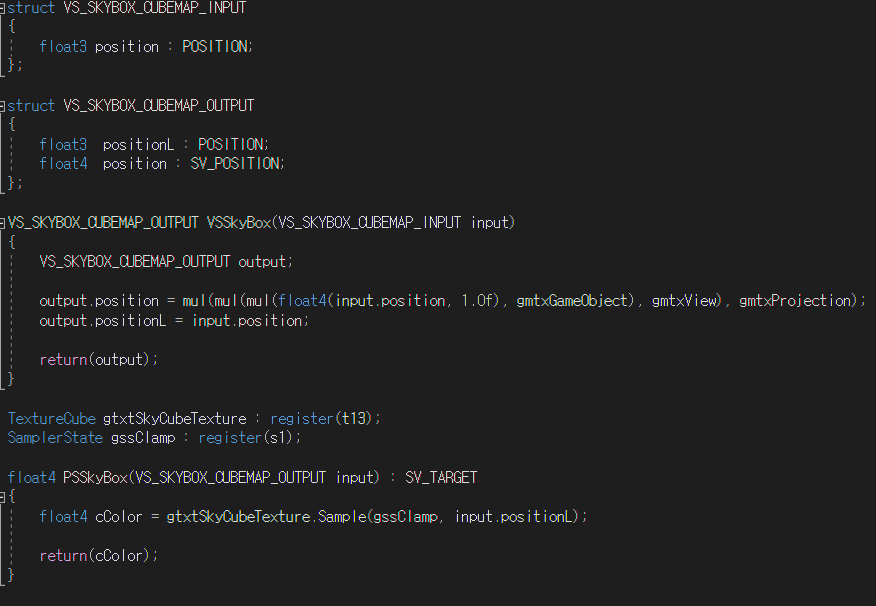 struct VS_SKYBOX_CUBEMAP_INPUT
{
float3 position : POSITION;
};
struct VS_SKYBOX_CUBEMAP_OUTPUT
{
float3  positionL : POSITION;
float4  position : SV_POSITION;
};
VS_SKYBOX_CUBEMAP_OUTPUT VSSkyBox(VS_SKYBOX_CUBEMAP_INPUT input)
{
VS_SKYBOX_CUBEMAP_OUTPUT output;
output.position = mul(mul(mul(float4(input.position, 1.0f), gmtxGameObject), gmtxView), gmtxProjection);
output.positionL = input.position;
return(output);
}
TextureCube gtxtSkyCubeTexture : register(t13);
SamplerState gssClamp : register(s1);
float4 PSSkyBox(VS_SKYBOX_CUBEMAP_OUTPUT input) : SV_TARGET
{
float4 cColor = gtxtSkyCubeTexture.Sample(gssClamp, input.positionL);
return(cColor);
}